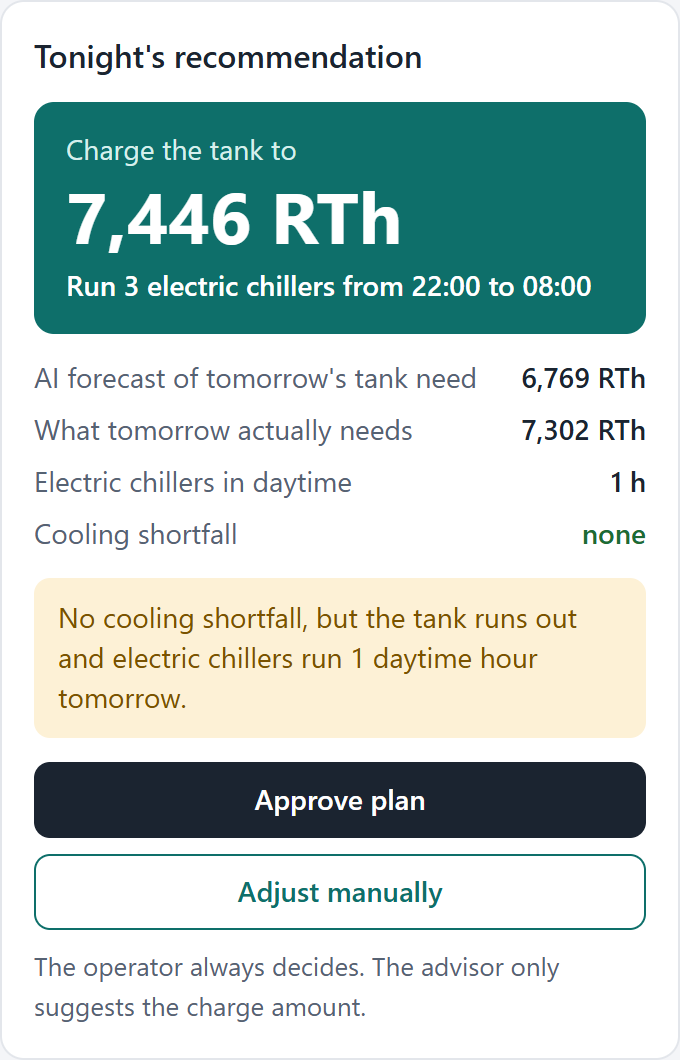 Tonight's recommendation
Charge the tank to
7,446 RTh
Run 3 electric chillers from 22:00 to 08:00
AI forecast of tomorrow's tank need 6,769 RTh
What tomorrow actually needs 7,302 RTh
Electric chillers in daytime 1 h
Cooling shortfall none
No cooling shortfall, but the tank runs out
and electric chillers run 1 daytime hour
tomorrow.
Approve plan
Adjust manually
The operator always decides. The advisor only
suggests the charge amount.